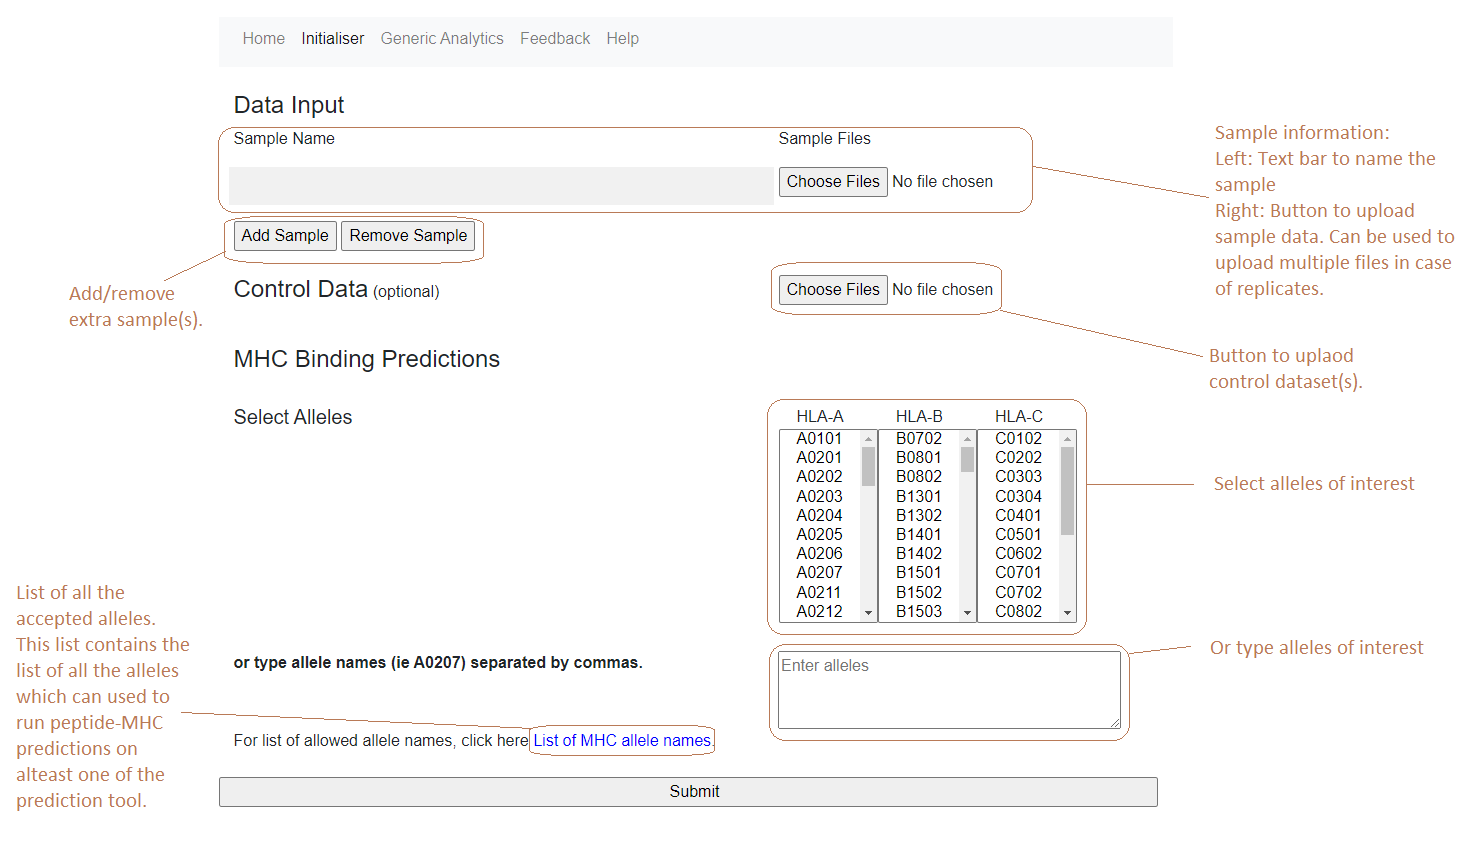 Home Initialiser Generic Analytics Feedback Help
Data Input
Sample Name Sample Files
Choose Files No file chosen
Add Sample Remove Sample
Control Data (optional) Choose Files No file chosen
MHC Binding Predictions
Select Alleles
HLA-A HLA-B HLA-C
A0101 B0702 C0102
A0201 B0801 C0202
A0202 B0802 C0303
A0203 B1301 C0304
A0204 B1302 C0401
A0205 B1401 C0501
A0206 B1402 C0602
A0207 B1501 C0701
A0211 B1502 C0702
A0212 B1503 C0802
or type allele names (ie A0207) separated by commas.
Enter alleles
For list of allowed allele names, click here List of MHC allele names.
Submit
Sample information:
Left: Text bar to name the
sample
Right: Button to upload
sample data. Can be used to
upload multiple files in case
of replicates.
Add/remove
extra sample(s).
Button to uplaod
control dataset(s).
Select alleles of interest
Or type alleles of interest
List of all the
accepted alleles.
This list contains the
list of all the alleles
which can used to
run peptide-MHC
predictions on
alteast one of the
prediction tool.